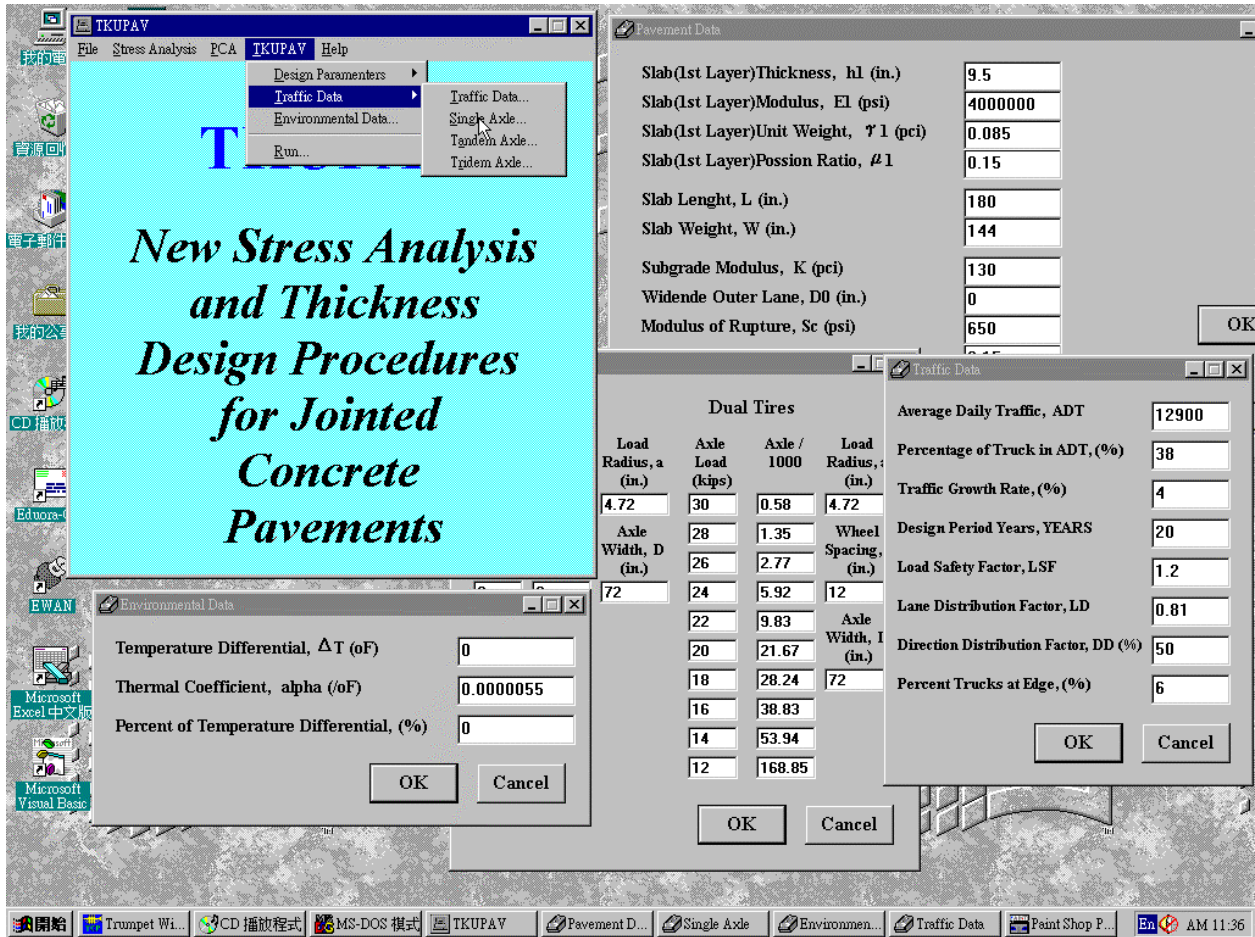 TKUPAV
File Stress Analysis PCA TKUPAV Help
Design Paramenters
Traffic Data
Environmental Data...
Run...
Traffic Data...
Single Axle...
Tandem Axle...
Tridem Axle...
New Stress Analysis
and Thickness
Design Procedures
for Jointed
Concrete
Pavements
Pavement Data
Slab(1st Layer)Thickness, h1 (in.) 9.5
Slab(1st Layer)Modulus, E1 (psi) 4000000
Slab(1st Layer)Unit Weight, γ1 (pci) 0.085
Slab(1st Layer)Possion Ratio, μ1 0.15
Slab Lenght, L (in.) 180
Slab Weight, W (in.) 144
Subgrade Modulus, K (pci) 130
Widende Outer Lane, D0 (in.) 0
Modulus of Rupture, Sc (psi) 650
OK
Dual Tires
Load Radius, a (in.)
4.72
Axle Width, D (in.)
72
Axle Load (kips) Axle / 1000
30 0.58
28 1.35
26 2.77
24 5.92
22 9.83
20 21.67
18 28.24
16 38.83
14 53.94
12 168.85
Load Radius, (in.)
4.72
Wheel Spacing, (in.)
12
Axle Width, (in.)
72
OK Cancel
Traffic Data
Average Daily Traffic, ADT 12900
Percentage of Truck in ADT, (%) 38
Traffic Growth Rate, (%) 4
Design Period Years, YEARS 20
Load Safety Factor, LSF 1.2
Lane Distribution Factor, LD 0.81
Direction Distribution Factor, DD (%) 50
Percent Trucks at Edge, (%) 6
OK Cancel
Environmental Data
Temperature Differential, ΔT (oF) 0
Thermal Coefficient, alpha (/oF) 0.0000055
Percent of Temperature Differential, (%) 0
OK Cancel
我的電
資源回
電子郵件
我的公
CD 播放
Eduora-
EWAN
Microsoft
Excel 中文版
Microsoft
Visual Basic
開始 Trumpet Wi... CD 播放程式 MS-DOS 模式 TKUPAV Pavement D... Single Axle Environmen... Traffic Data Paint Shop P... En AM 11:36